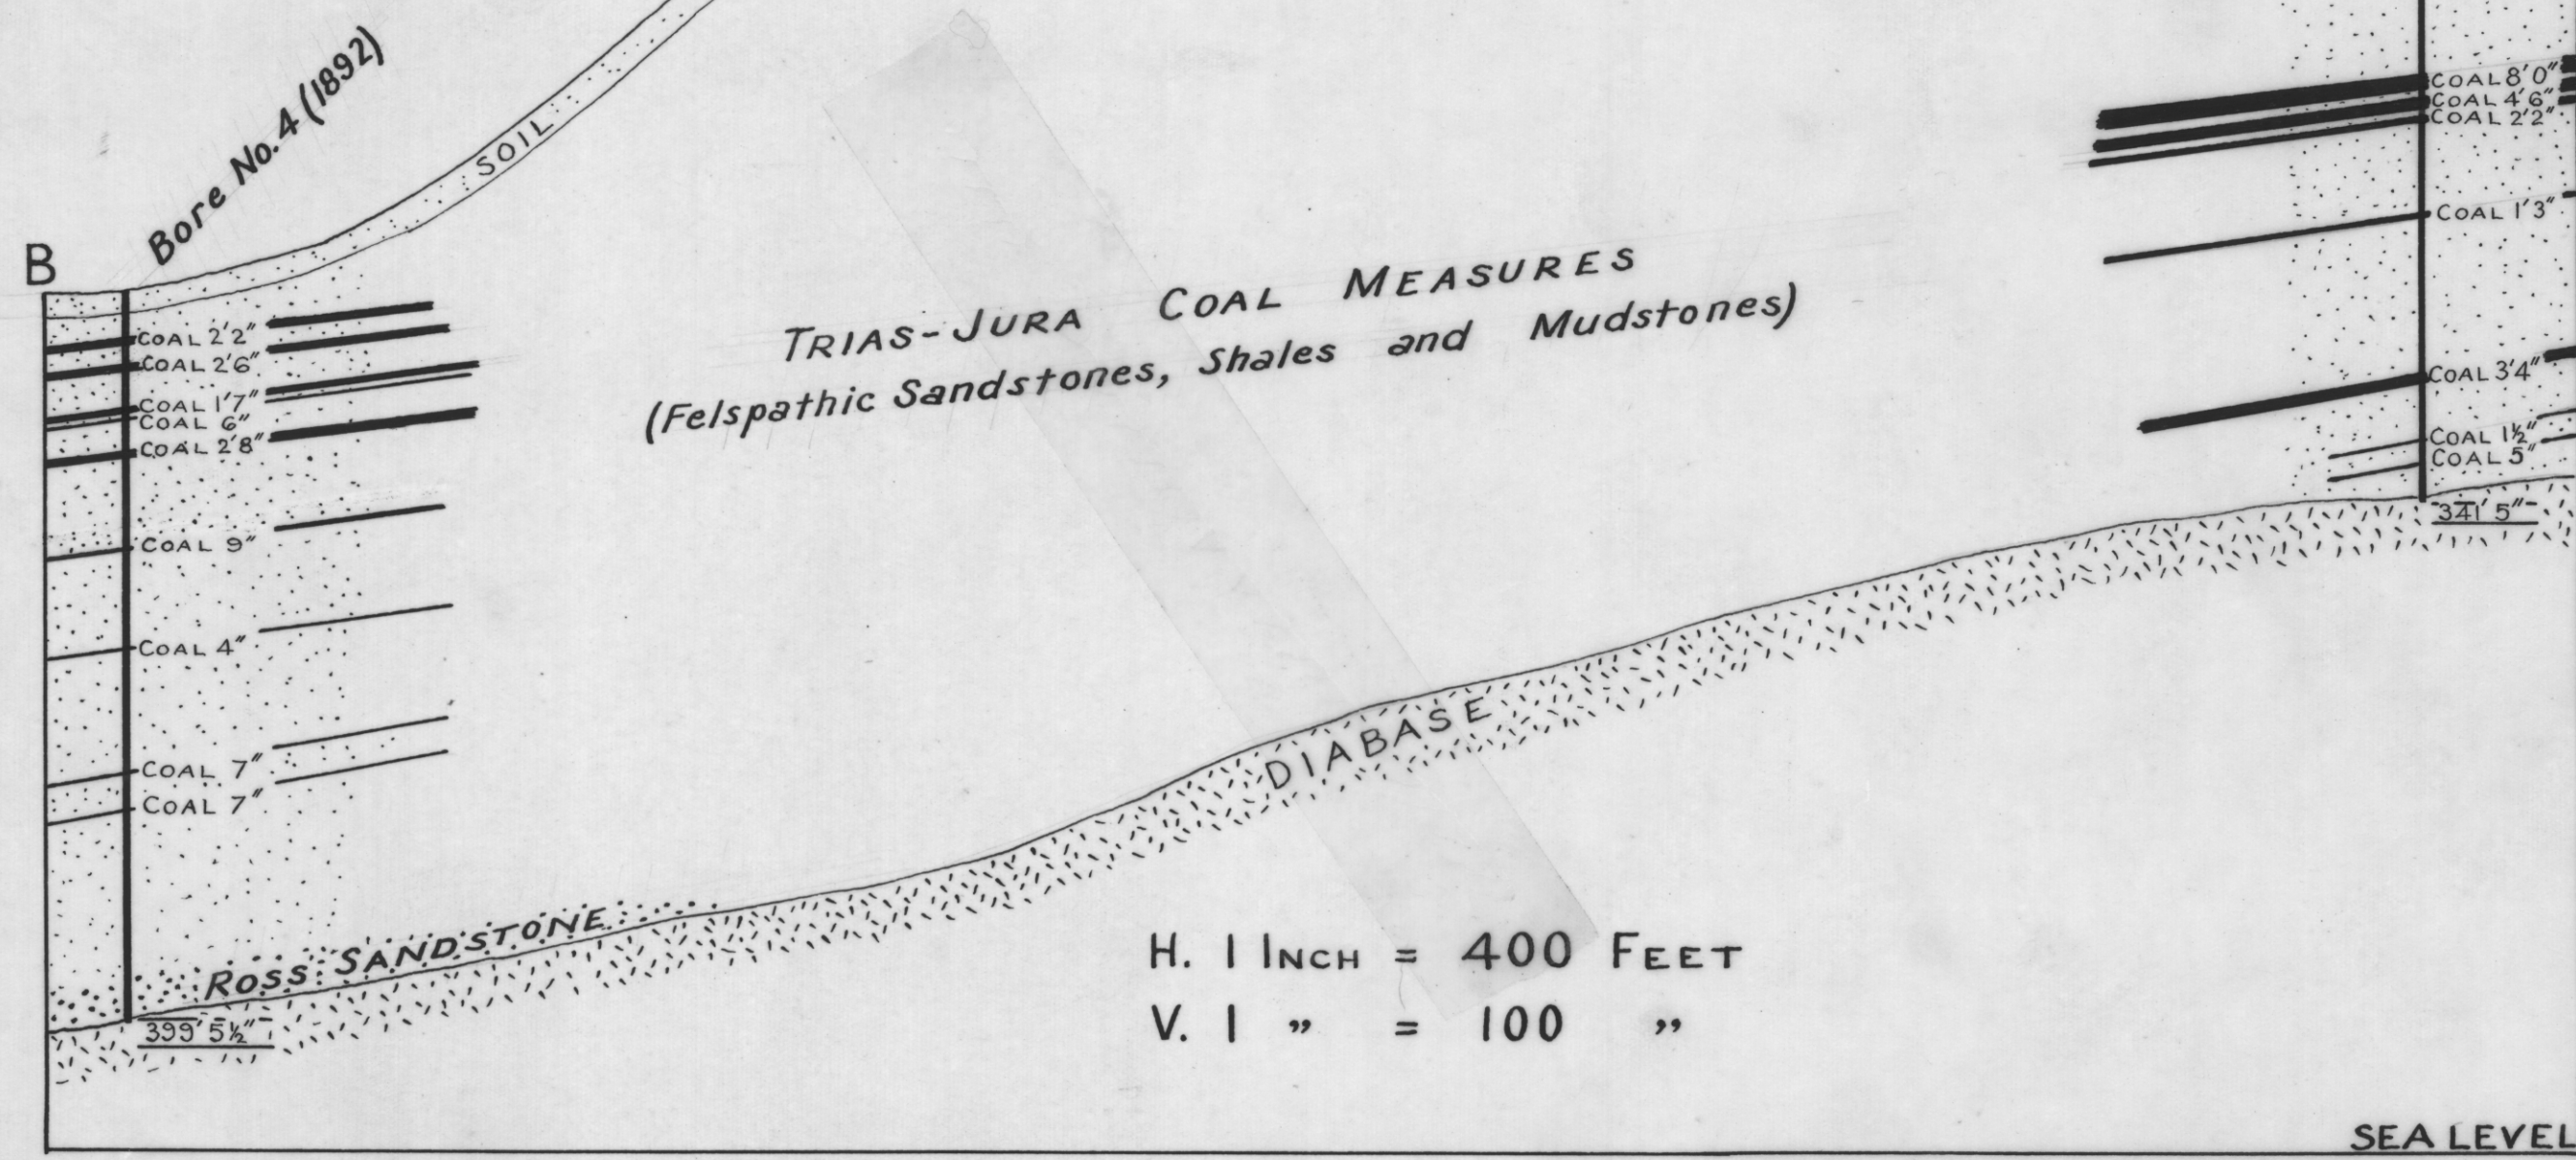 Bore No. 4 (1892)
SOIL
B
COAL 2'2"
COAL 2'6"
COAL 1'7"
COAL 6"
COAL 2'8"
COAL 9"
COAL 4"
COAL 7"
COAL 7"
ROSS SANDSTONE
399' 5½"
TRIAS-JURA COAL MEASURES
(Felspathic Sandstones, Shales and Mudstones)
DIABASE
COAL 8'0"
COAL 4'6"
COAL 2'2"
COAL 1'3"
COAL 3'4"
COAL 1½"
COAL 5"
341' 5"
H. 1 INCH = 400 FEET
V. 1 " = 100 "
SEA LEVEL